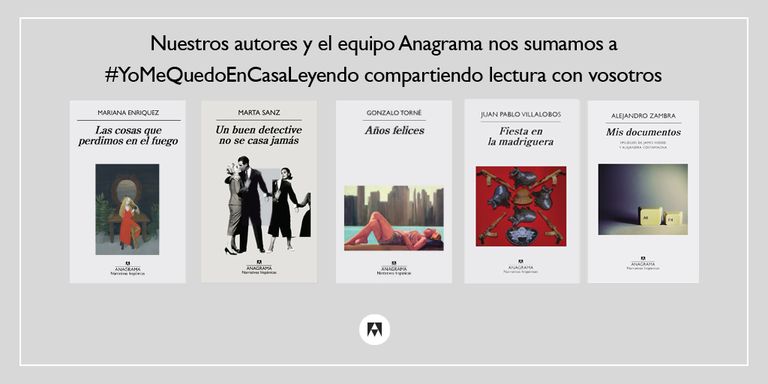 Nuestros autores y el equipo Anagrama nos sumamos a
#YoMeQuedoEnCasaLeyendo compartiendo lectura con vosotros
MARIANA ENRIQUEZ
Las cosas que
perdimos en el fuego
ANAGRAMA
Narrativas hispánicas
MARTA SANZ
Un buen detective
no se casa jamás
ANAGRAMA
Narrativas hispánicas
GONZALO TORNÉ
Años felices
ANAGRAMA
Narrativas hispánicas
JUAN PABLO VILLALOBOS
Fiesta en
la madriguera
ANAGRAMA
Narrativas hispánicas
ALEJANDRO ZAMBRA
Mis documentos
Y ALEJANDRA COSTAMAGNA
ANAGRAMA
Narrativas hispánicas